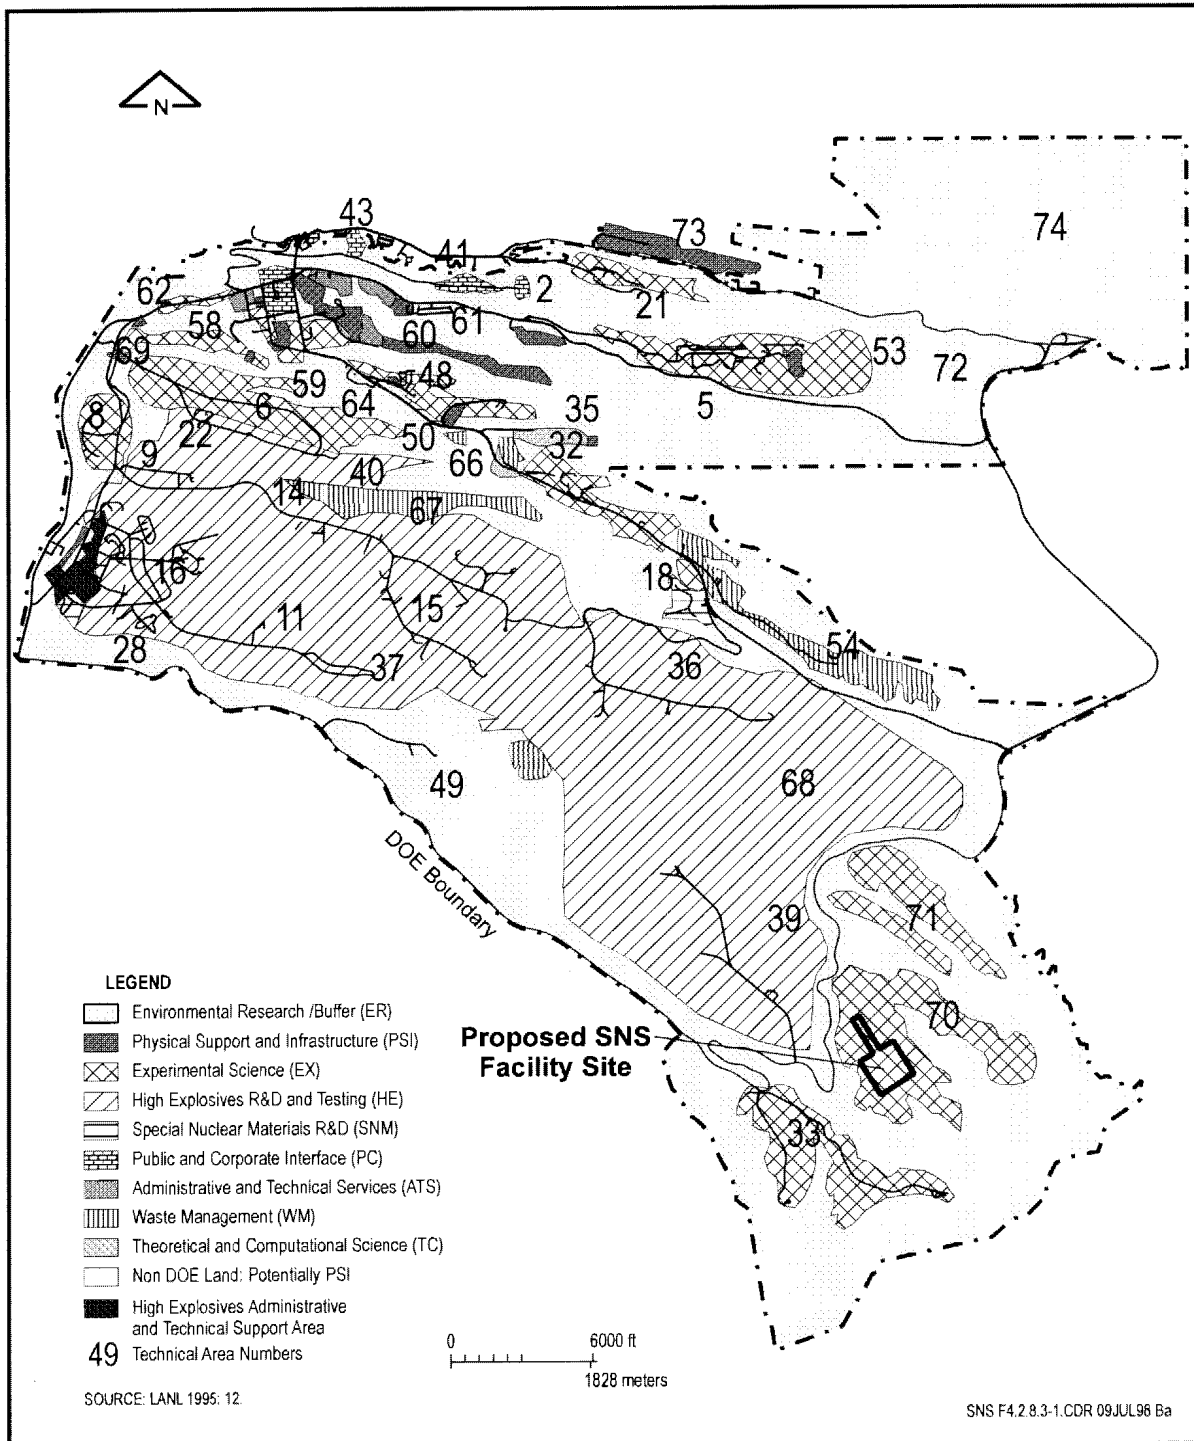 N
43
73
74
41
62
2
21
58
61
60
53
69
59
48
72
8
6
64
5
35
22
50
32
9
66
40
14
67
16
18
11
15
28
37
36
54
49
68
DOE Boundary
39
71
70
33
Proposed SNS
Facility Site
LEGEND
Environmental Research /Buffer (ER)
Physical Support and Infrastructure (PSI)
Experimental Science (EX)
High Explosives R&D and Testing (HE)
Special Nuclear Materials R&D (SNM)
Public and Corporate Interface (PC)
Administrative and Technical Services (ATS)
Waste Management (WM)
Theoretical and Computational Science (TC)
Non DOE Land: Potentially PSI
High Explosives Administrative
and Technical Support Area
49 Technical Area Numbers
0 6000 ft
1828 meters
SOURCE: LANL 1995: 12.
SNS F4.2.8.3-1.CDR 09JUL98 Ba